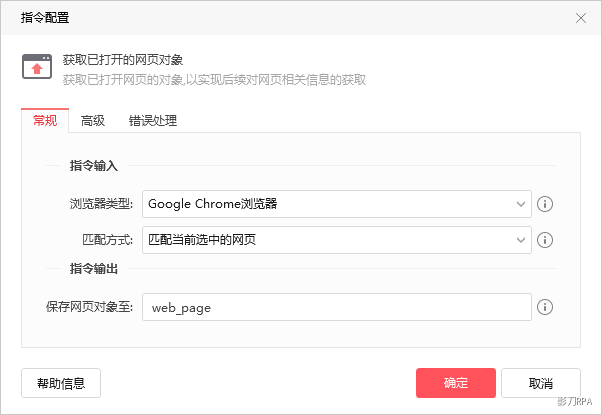 指令配置
获取已打开的网页对象
获取已打开网页的对象,以实现后续对网页相关信息的获取
常规 高级 错误处理
指令输入
浏览器类型: Google Chrome浏览器
匹配方式: 匹配当前选中的网页
指令输出
保存网页对象至: web_page
帮助信息 确定 取消
影刀RPA